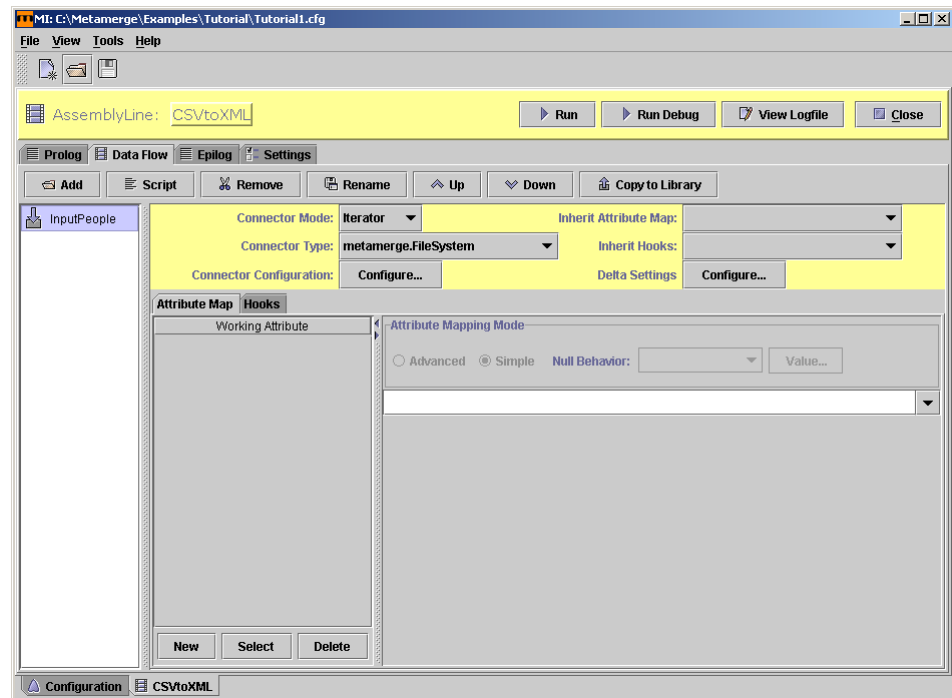 MI: C:\Metamerge\Examples\Tutorial\Tutorial1.cfg
File View Tools Help
AssemblyLine: CSVtoXML Run Run Debug View Logfile Close
Prolog Data Flow Epilog Settings
Add Script Remove Rename Up Down Copy to Library
InputPeople
Connector Mode: Iterator Inherit Attribute Map:
Connector Type: metamerge.FileSystem Inherit Hooks:
Connector Configuration: Configure... Delta Settings Configure...
Attribute Map Hooks
Working Attribute
Attribute Mapping Mode
Advanced Simple Null Behavior: Value...
New Select Delete
Configuration CSVtoXML